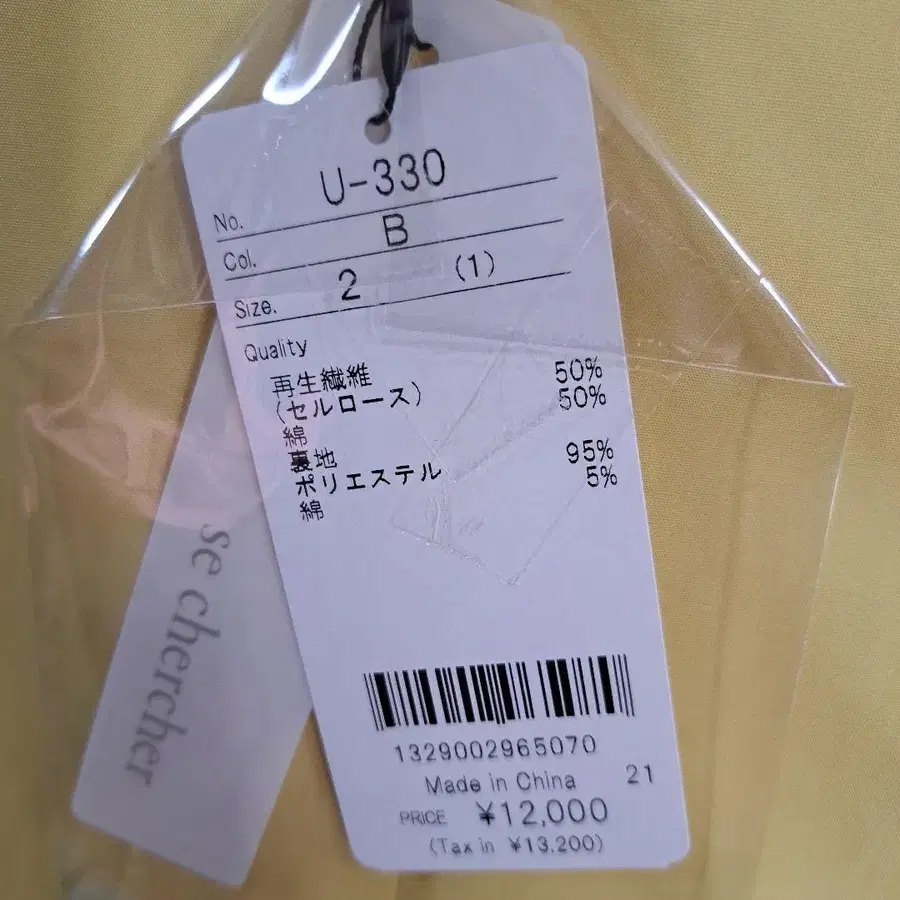 No. U-330
Col. B
Size. 2 (1)
Quality
再生繊維 50%
(セルロース) 50%
綿
裏地 95%
ポリエステル 5%
綿
1329002965070
Made in China 21
PRICE ¥12,000
(Tax in ¥13,200)
se chercher